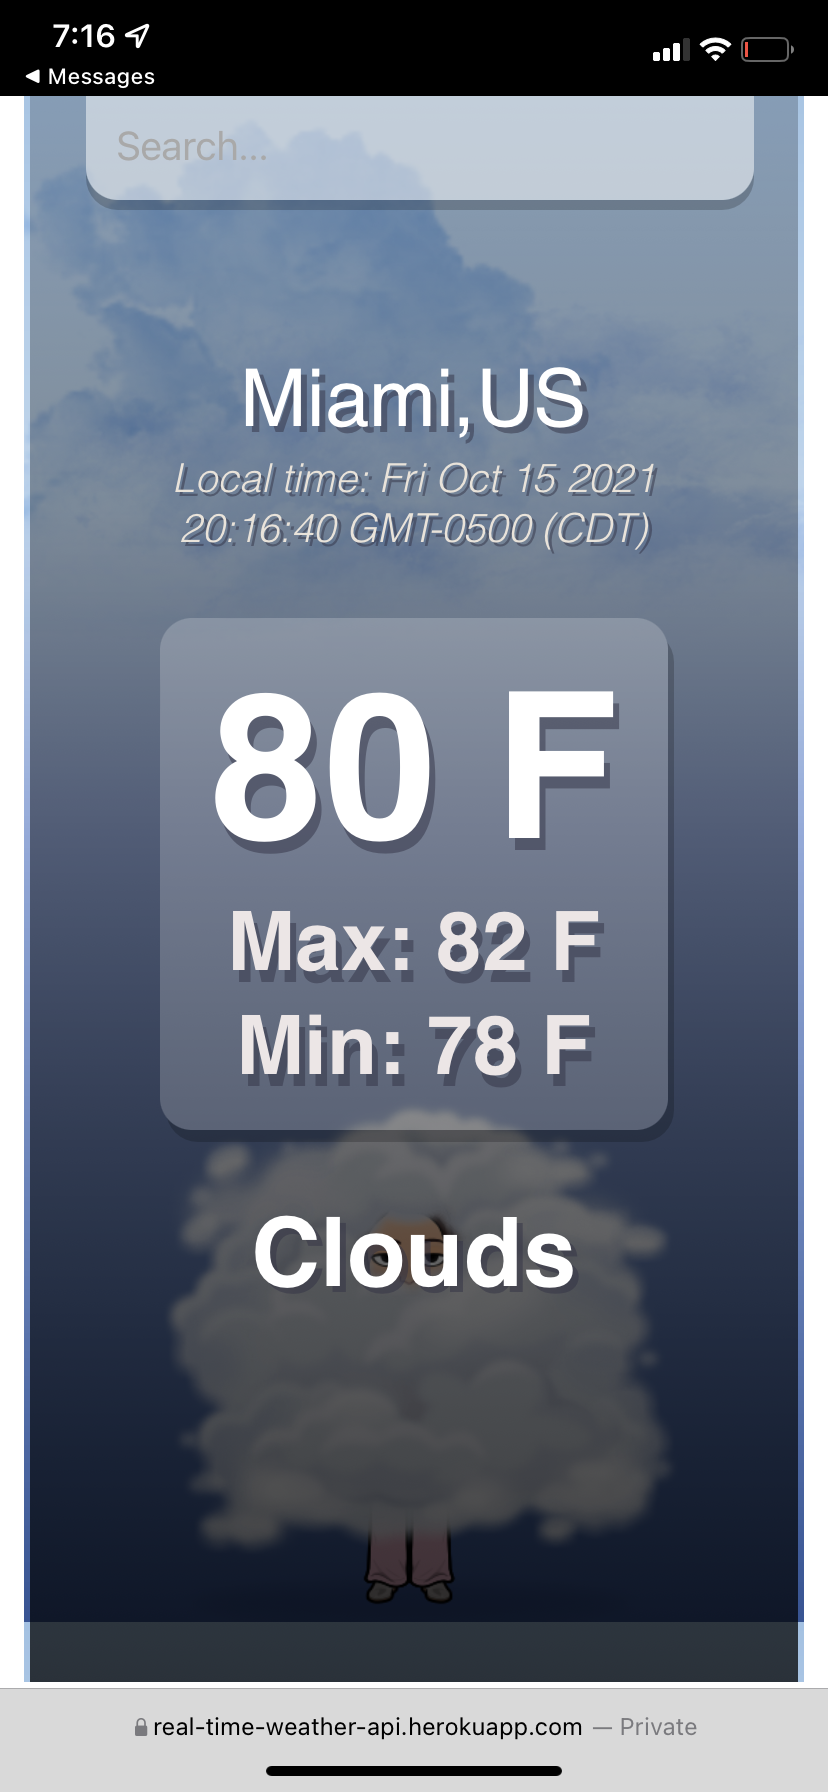 7:16
◀ Messages
Search...
Miami,US
Local time: Fri Oct 15 2021
20:16:40 GMT-0500 (CDT)
80 F
Max: 82 F
Min: 78 F
Clouds
real-time-weather-api.herokuapp.com — Private